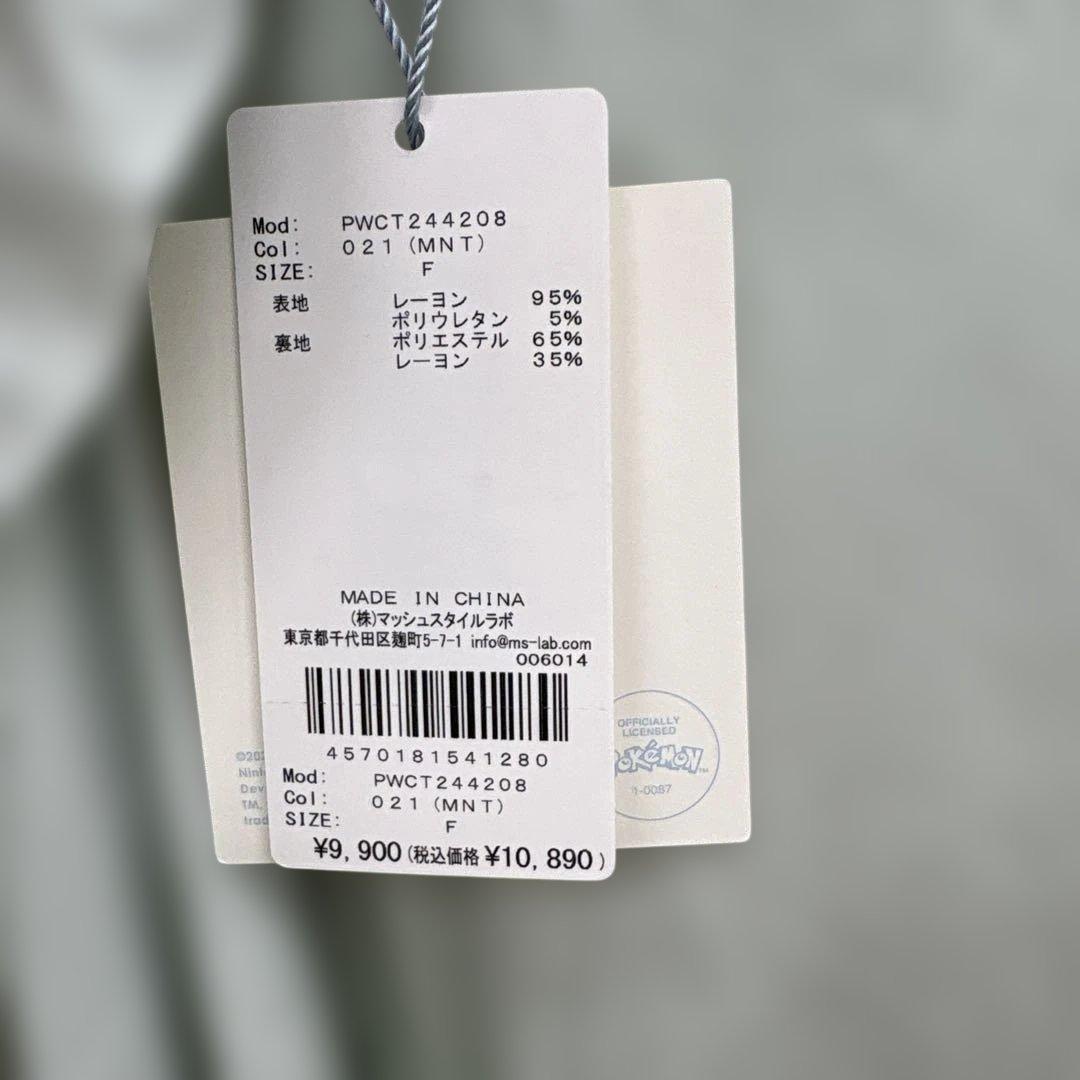 Mod: PWCT244208
Col: 021 (MNT)
SIZE: F
表地 レーヨン 95%
ポリウレタン 5%
裏地 ポリエステル 65%
レーヨン 35%
MADE IN CHINA
(株)マッシュスタイルラボ
東京都千代田区麹町5-7-1 info@ms-lab.com
006014
4570181541280
Mod: PWCT244208
Col: 021 (MNT)
SIZE: F
¥9,900 (税込価格 ¥10,890)
OFFICIALLY
LICENSED
POKéMON